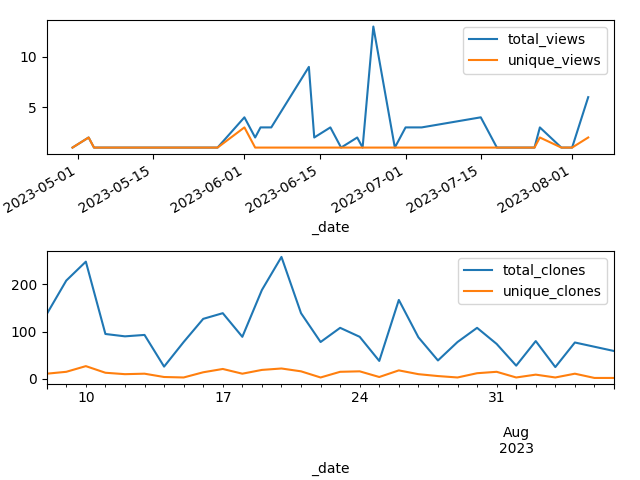 total_views
unique_views
10
5
2023-05-01
2023-05-15
2023-06-01
2023-06-15
2023-07-01
2023-07-15
2023-08-01
_date
total_clones
unique_clones
200
100
0
10
17
24
31
Aug
2023
_date